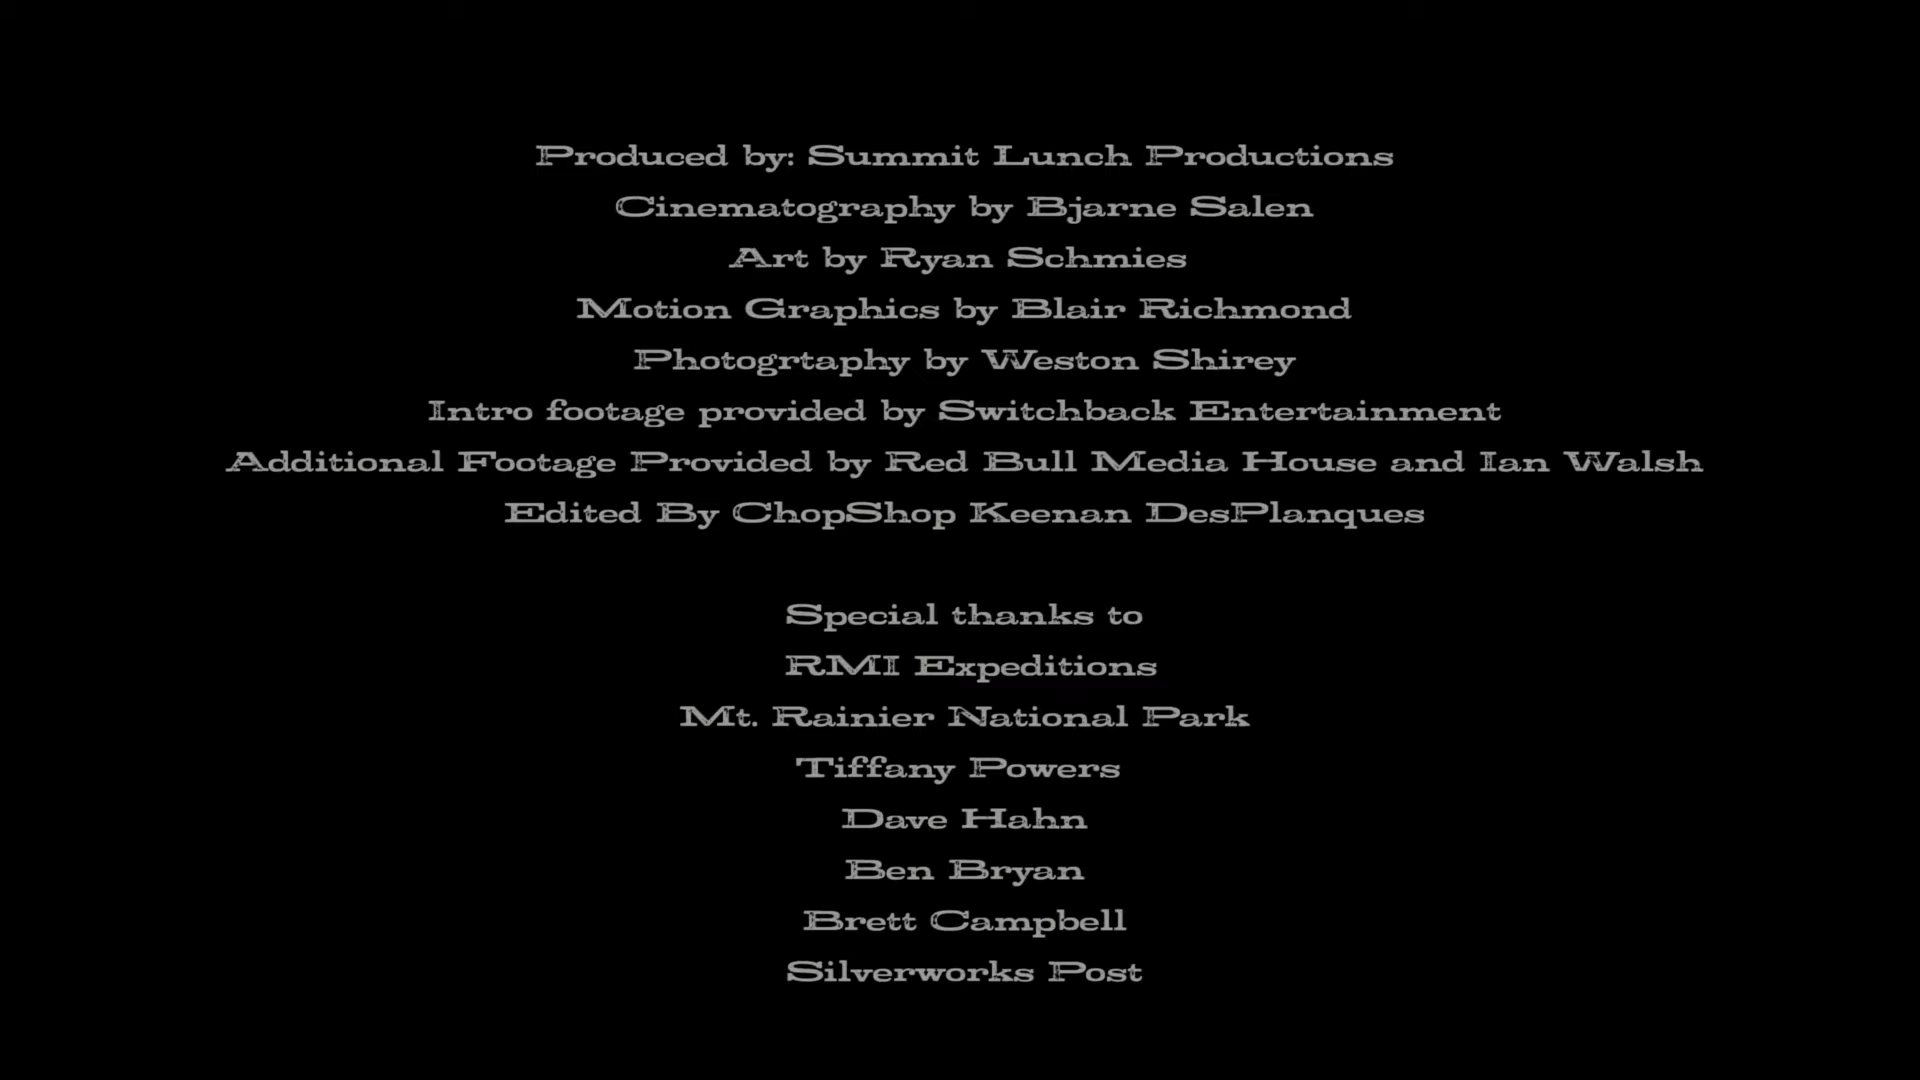 Produced by: Summit Lunch Productions
Cinematography by Bjarne Salen
Art by Ryan Schmies
Motion Graphics by Blair Richmond
Photogrtaphy by Weston Shirey
Intro footage provided by Switchback Entertainment
Additional Footage Provided by Red Bull Media House and Ian Walsh
Edited By ChopShop Keenan DesPlanques
Special thanks to
RMI Expeditions
Mt. Rainier National Park
Tiffany Powers
Dave Hahn
Ben Bryan
Brett Campbell
Silverworks Post